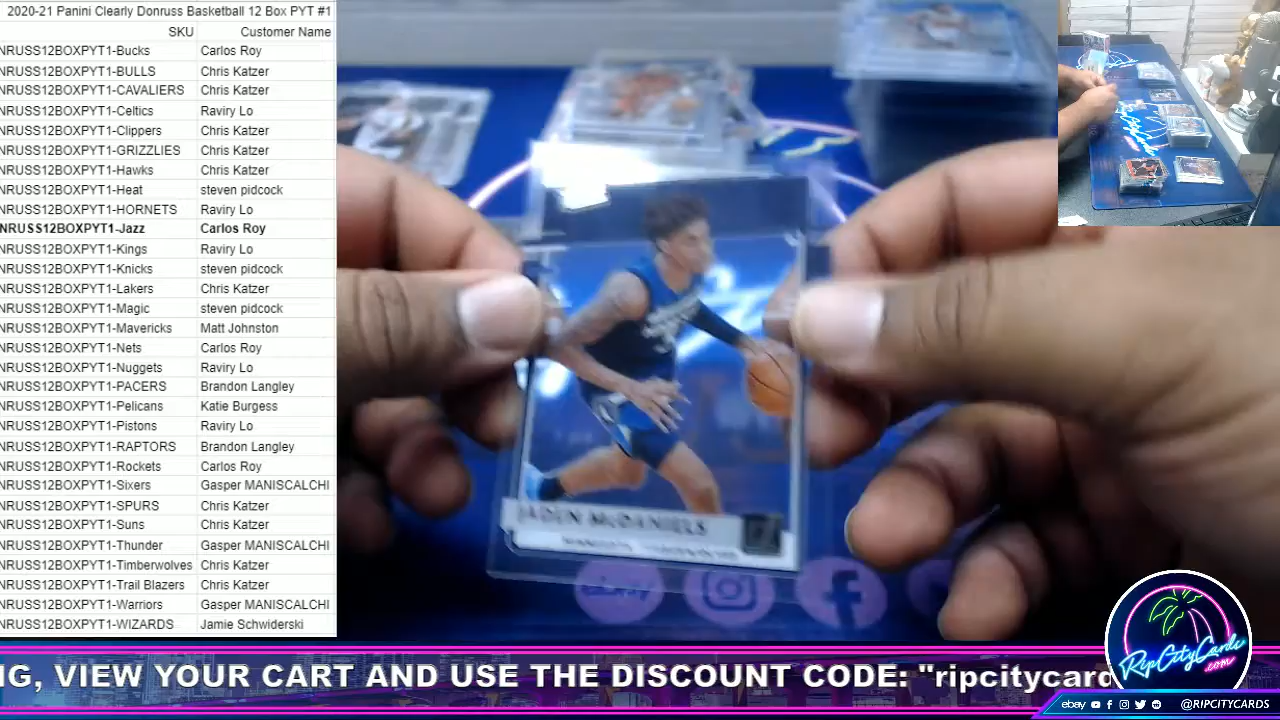 2020-21 Panini Clearly Donruss Basketball 12 Box PYT #1
SKU Customer Name
NRUSS12BOXPYT1-Bucks Carlos Roy
NRUSS12BOXPYT1-BULLS Chris Katzer
NRUSS12BOXPYT1-CAVALIERS Chris Katzer
NRUSS12BOXPYT1-Celtics Raviry Lo
NRUSS12BOXPYT1-Clippers Chris Katzer
NRUSS12BOXPYT1-GRIZZLIES Chris Katzer
NRUSS12BOXPYT1-Hawks Chris Katzer
NRUSS12BOXPYT1-Heat steven pidcock
NRUSS12BOXPYT1-HORNETS Raviry Lo
NRUSS12BOXPYT1-Jazz Carlos Roy
NRUSS12BOXPYT1-Kings Raviry Lo
NRUSS12BOXPYT1-Knicks steven pidcock
NRUSS12BOXPYT1-Lakers Chris Katzer
NRUSS12BOXPYT1-Magic steven pidcock
NRUSS12BOXPYT1-Mavericks Matt Johnston
NRUSS12BOXPYT1-Nets Carlos Roy
NRUSS12BOXPYT1-Nuggets Raviry Lo
NRUSS12BOXPYT1-PACERS Brandon Langley
NRUSS12BOXPYT1-Pelicans Katie Burgess
NRUSS12BOXPYT1-Pistons Raviry Lo
NRUSS12BOXPYT1-RAPTORS Brandon Langley
NRUSS12BOXPYT1-Rockets Carlos Roy
NRUSS12BOXPYT1-Sixers Gasper MANISCALCHI
NRUSS12BOXPYT1-SPURS Chris Katzer
NRUSS12BOXPYT1-Suns Chris Katzer
NRUSS12BOXPYT1-Thunder Gasper MANISCALCHI
NRUSS12BOXPYT1-Timberwolves Chris Katzer
NRUSS12BOXPYT1-Trail Blazers Chris Katzer
NRUSS12BOXPYT1-Warriors Gasper MANISCALCHI
NRUSS12BOXPYT1-WIZARDS Jamie Schwiderski
JADEN McDANIELS
G, VIEW YOUR CART AND USE THE DISCOUNT CODE: "ripcitycard
RipCityCards
.com
ebay @RIPCITYCARDS